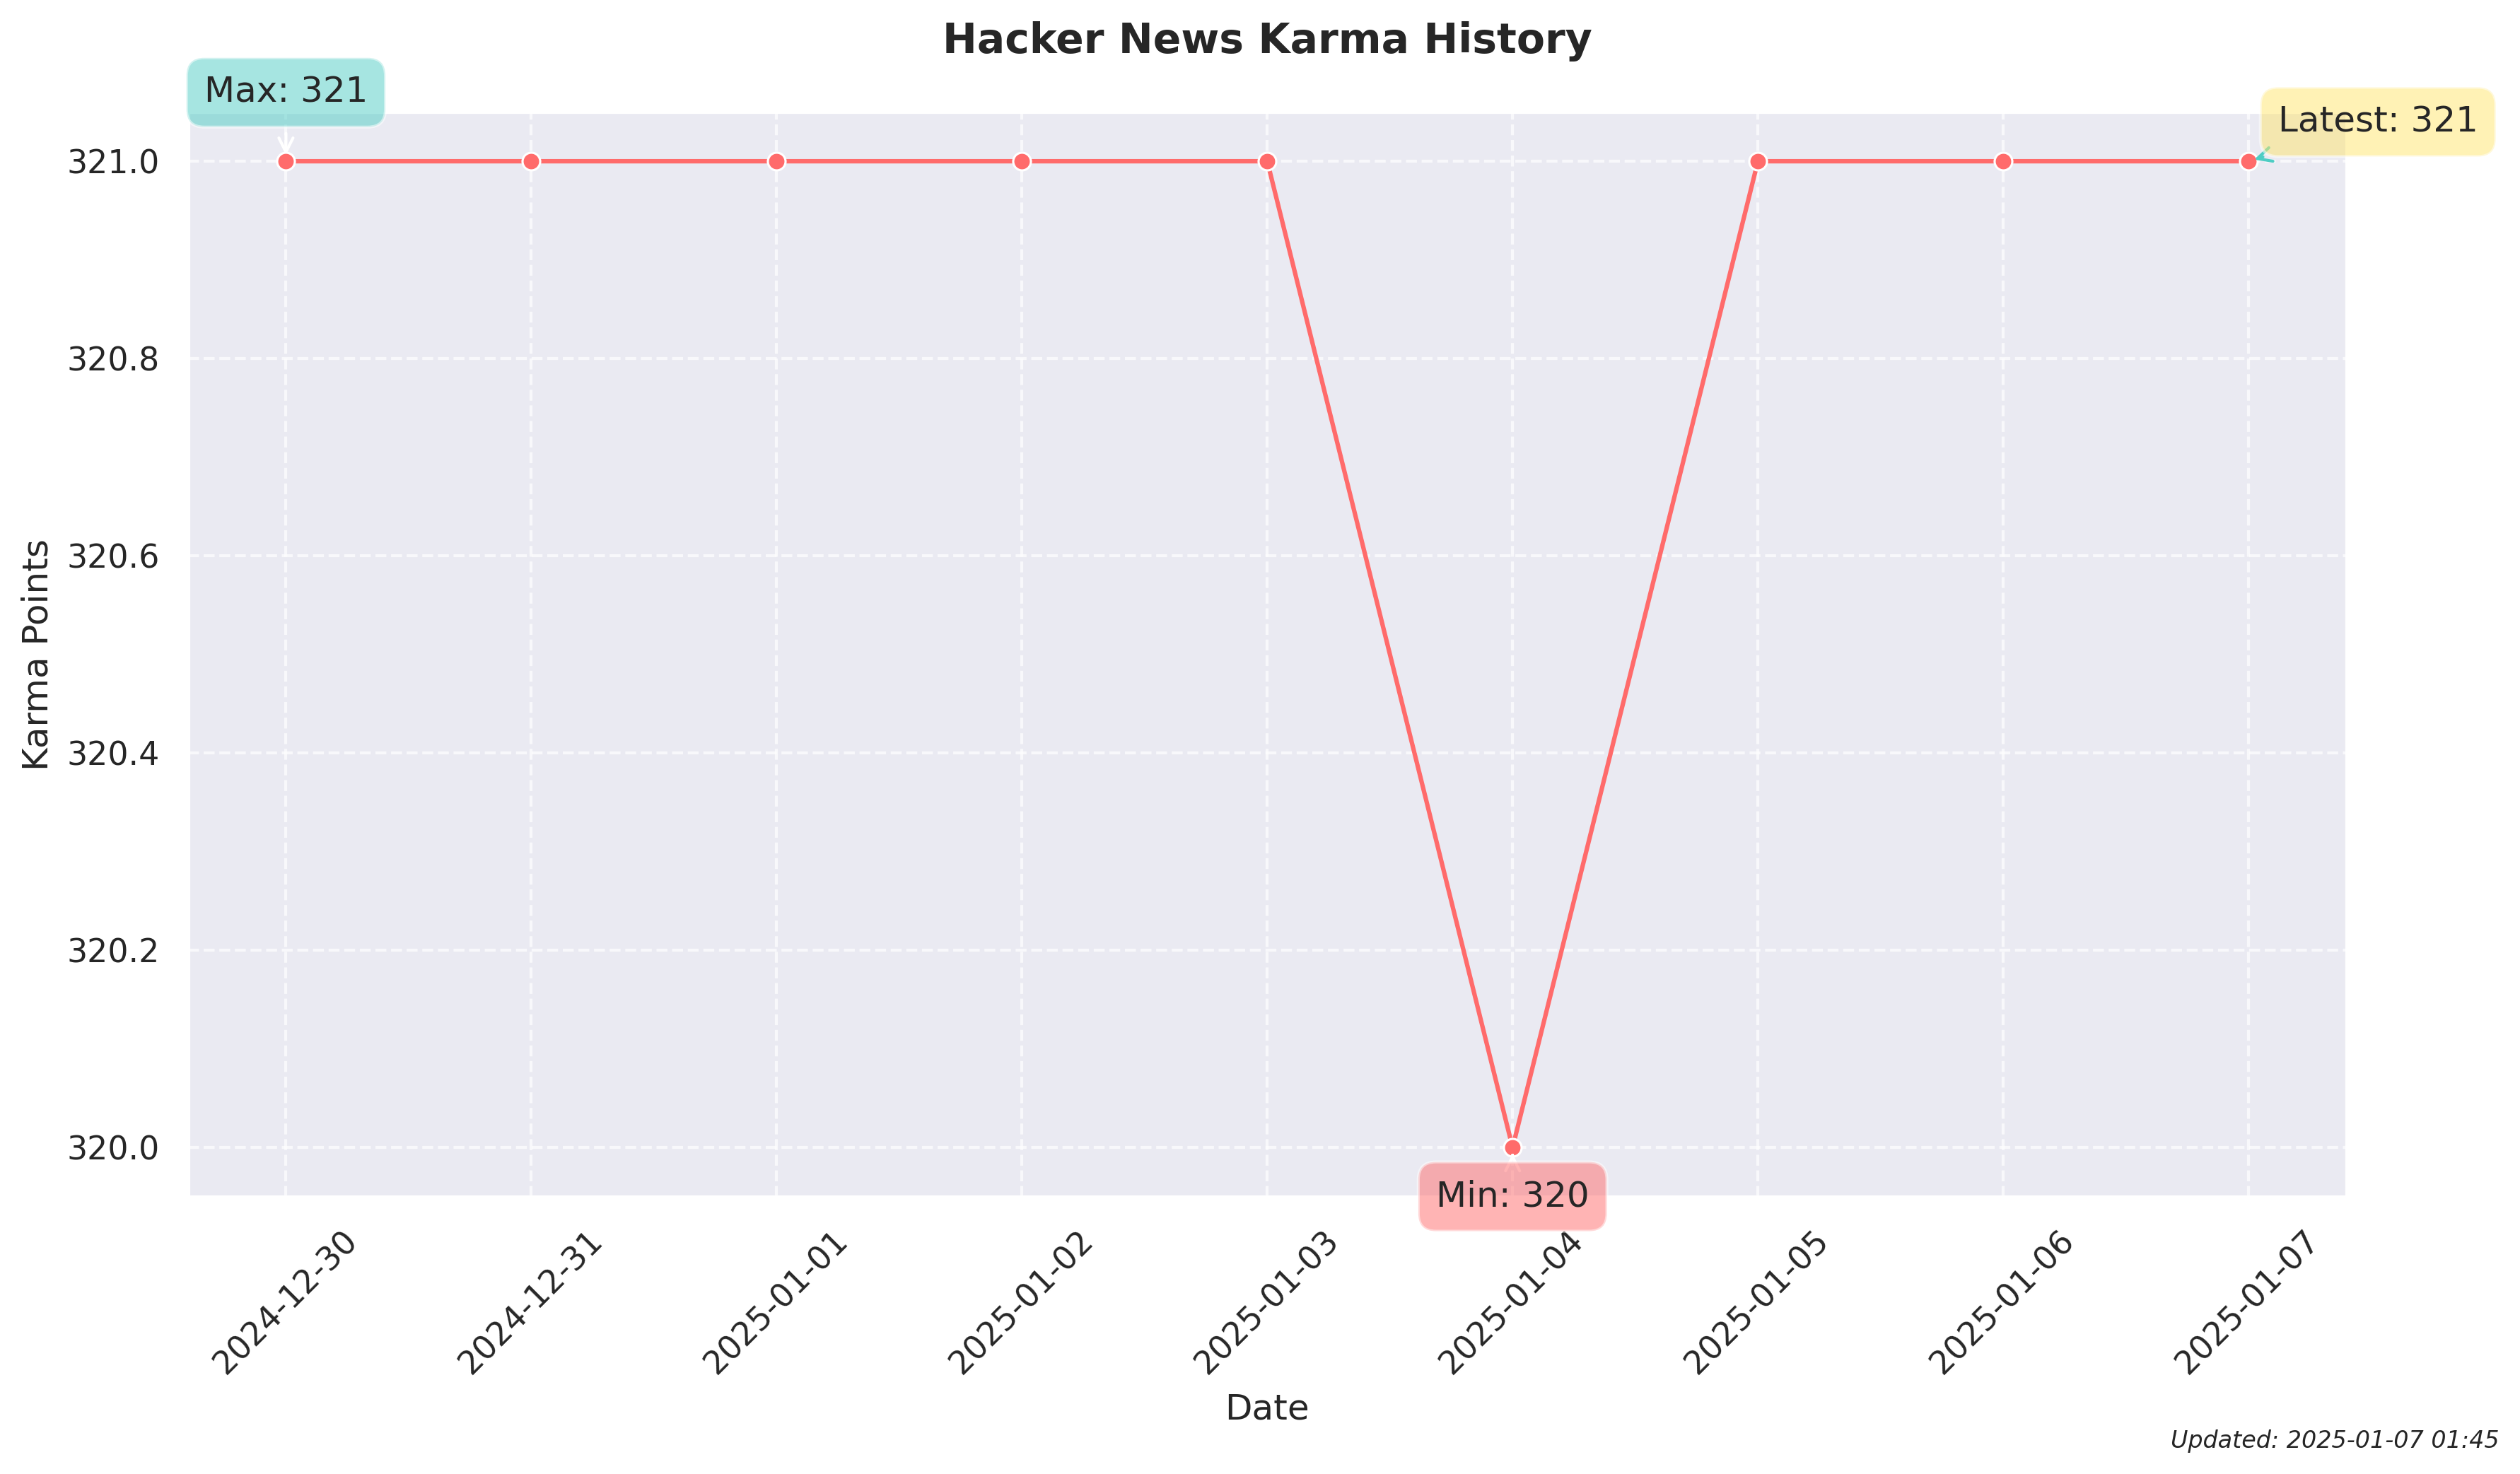 Hacker News Karma History
Max: 321
Latest: 321
321.0
320.8
320.6
320.4
320.2
320.0
Karma Points
Min: 320
2024-12-30
2024-12-31
2025-01-01
2025-01-02
2025-01-03
2025-01-04
2025-01-05
2025-01-06
2025-01-07
Date
Updated: 2025-01-07 01:45